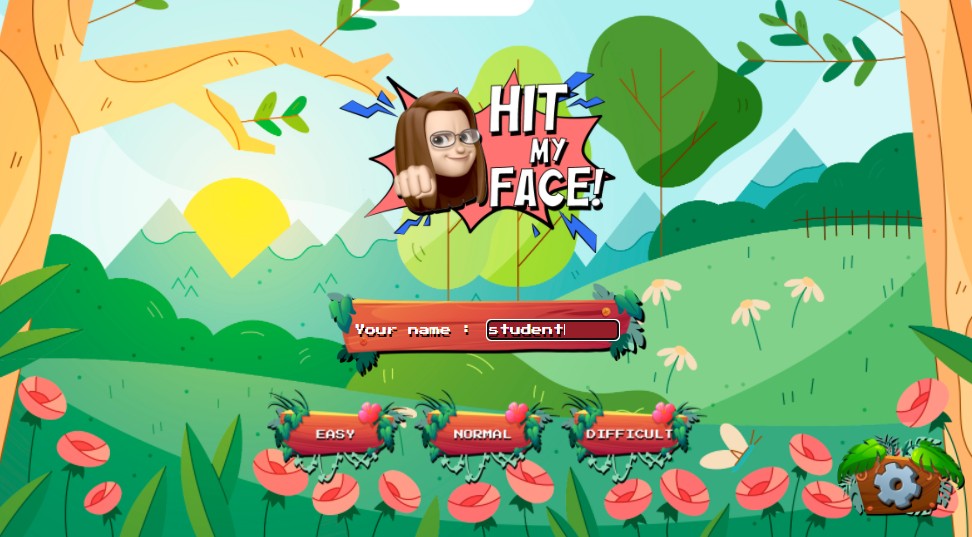 HIT
MY
FACE!
Your name : student
EASY
NORMAL
DIFFICULT